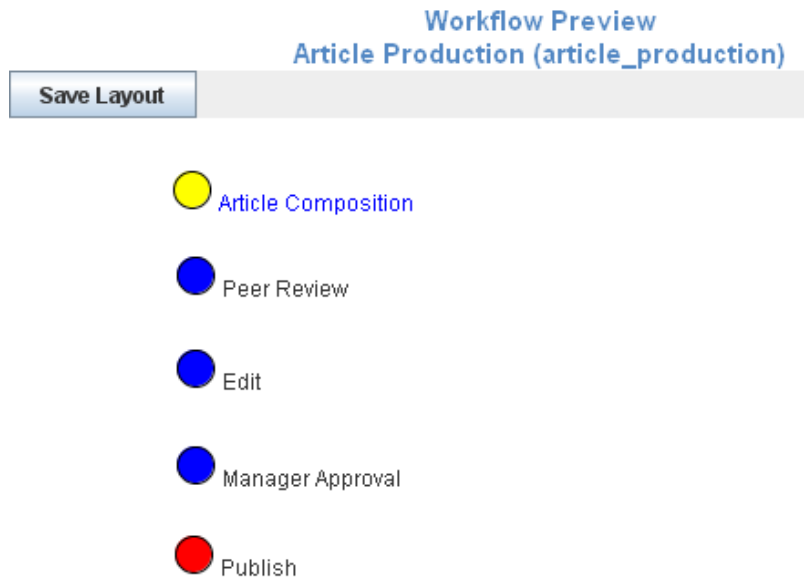 Workflow Preview
Article Production (article_production)
Save Layout
Article Composition
Peer Review
Edit
Manager Approval
Publish